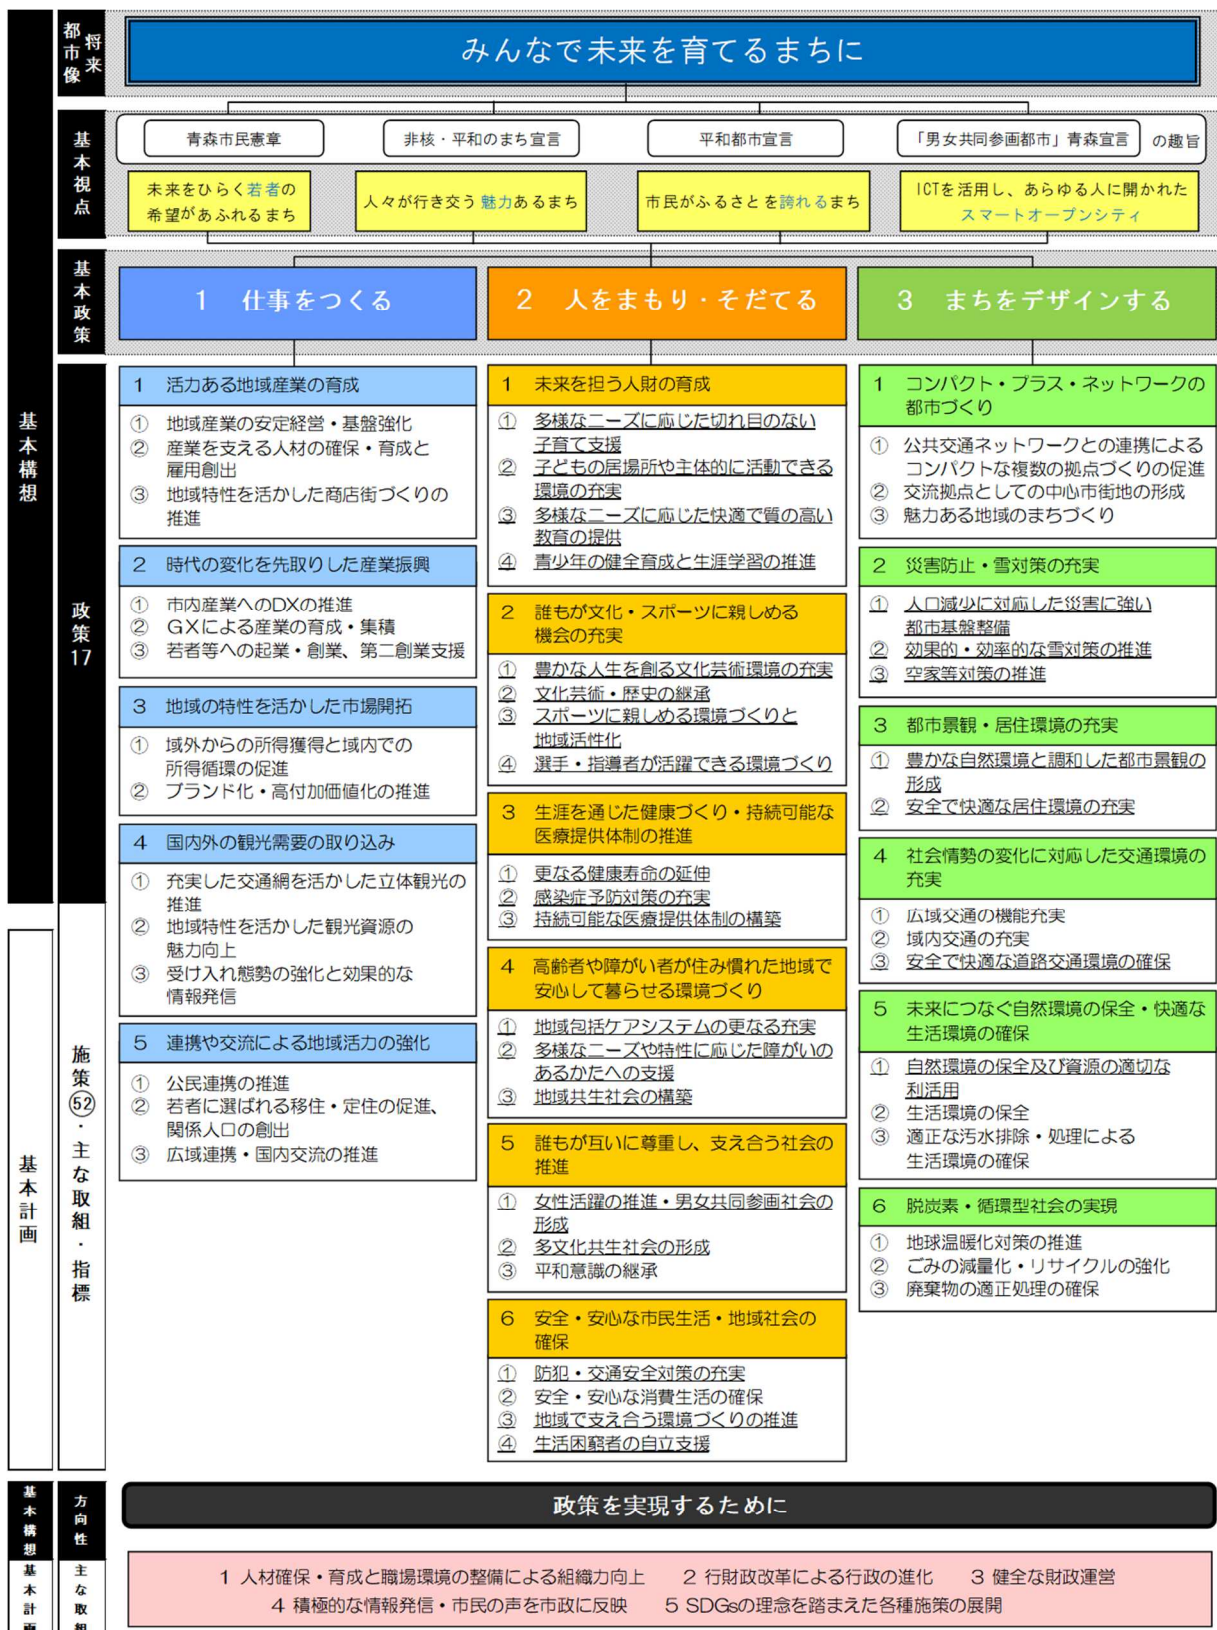 将来
都市像
みんなで未来を育てるまちに
基本視点
青森市民憲章
非核・平和のまち宣言
平和都市宣言
「男女共同参画都市」青森宣言
の趣旨
未来をひらく若者の
希望があふれるまち
人々が行き交う魅力あるまち
市民がふるさとを誇れるまち
ICTを活用し、あらゆる人に開かれた
スマートオープンシティ
基本政策
1 仕事をつくる
2 人をまもり・そだてる
3 まちをデザインする
基本構想
政策17
基本計画
施策52・主な取組・指標
1 活力ある地域産業の育成
① 地域産業の安定経営・基盤強化
② 産業を支える人材の確保・育成と
雇用創出
③ 地域特性を活かした商店街づくりの
推進
2 時代の変化を先取りした産業振興
① 市内産業へのDXの推進
② GXによる産業の育成・集積
③ 若者等への起業・創業、第二創業支援
3 地域の特性を活かした市場開拓
① 域外からの所得獲得と域内での
所得循環の促進
② ブランド化・高付加価値化の推進
4 国内外の観光需要の取り込み
① 充実した交通網を活かした立体観光の
推進
② 地域特性を活かした観光資源の
魅力向上
③ 受け入れ態勢の強化と効果的な
情報発信
5 連携や交流による地域活力の強化
① 公民連携の推進
② 若者に選ばれる移住・定住の促進、
関係人口の創出
③ 広域連携・国内交流の推進
1 未来を担う人財の育成
① 多様なニーズに応じた切れ目のない
子育て支援
② 子どもの居場所や主体的に活動できる
環境の充実
③ 多様なニーズに応じた快適で質の高い
教育の提供
④ 青少年の健全育成と生涯学習の推進
2 誰もが文化・スポーツに親しめる
機会の充実
① 豊かな人生を創る文化芸術環境の充実
② 文化芸術・歴史の継承
③ スポーツに親しめる環境づくりと
地域活性化
④ 選手・指導者が活躍できる環境づくり
3 生涯を通じた健康づくり・持続可能な
医療提供体制の推進
① 更なる健康寿命の延伸
② 感染症予防対策の充実
③ 持続可能な医療提供体制の構築
4 高齢者や障がい者が住み慣れた地域で
安心して暮らせる環境づくり
① 地域包括ケアシステムの更なる充実
② 多様なニーズや特性に応じた障がいの
あるかたへの支援
③ 地域共生社会の構築
5 誰もが互いに尊重し、支え合う社会の
推進
① 女性活躍の推進・男女共同参画社会の
形成
② 多文化共生社会の形成
③ 平和意識の継承
6 安全・安心な市民生活・地域社会の
確保
① 防犯・交通安全対策の充実
② 安全・安心な消費生活の確保
③ 地域で支え合う環境づくりの推進
④ 生活困窮者の自立支援
1 コンパクト・プラス・ネットワークの
都市づくり
① 公共交通ネットワークとの連携による
コンパクトな複数の拠点づくりの促進
② 交流拠点としての中心市街地の形成
③ 魅力ある地域のまちづくり
2 災害防止・雪対策の充実
① 人口減少に対応した災害に強い
都市基盤整備
② 効果的・効率的な雪対策の推進
③ 空家等対策の推進
3 都市景観・居住環境の充実
① 豊かな自然環境と調和した都市景観の
形成
② 安全で快適な居住環境の充実
4 社会情勢の変化に対応した交通環境の
充実
① 広域交通の機能充実
② 域内交通の充実
③ 安全で快適な道路交通環境の確保
5 未来につなぐ自然環境の保全・快適な
生活環境の確保
① 自然環境の保全及び資源の適切な
利活用
② 生活環境の保全
③ 適正な汚水排除・処理による
生活環境の確保
6 脱炭素・循環型社会の実現
① 地球温暖化対策の推進
② ごみの減量化・リサイクルの強化
③ 廃棄物の適正処理の確保
基本構想
方向性
政策を実現するために
基本計画
主な取組
1 人材確保・育成と職場環境の整備による組織力向上 2 行財政改革による行政の進化 3 健全な財政運営
4 積極的な情報発信・市民の声を市政に反映 5 SDGsの理念を踏まえた各種施策の展開